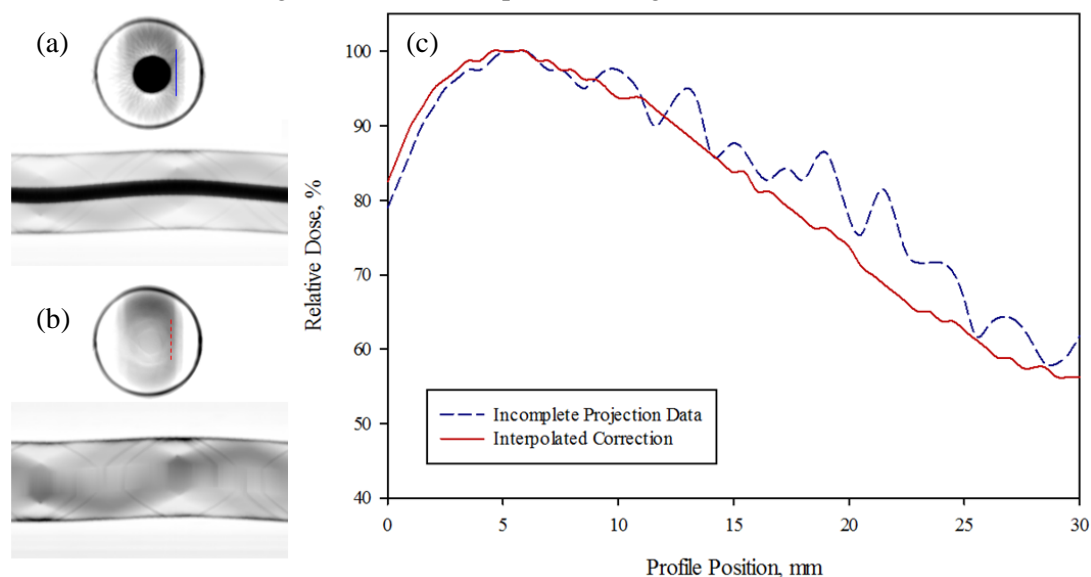 (a)
(b)
(c)
Relative Dose, %
100
90
80
70
60
50
40
Incomplete Projection Data
Interpolated Correction
0 5 10 15 20 25 30
Profile Position, mm